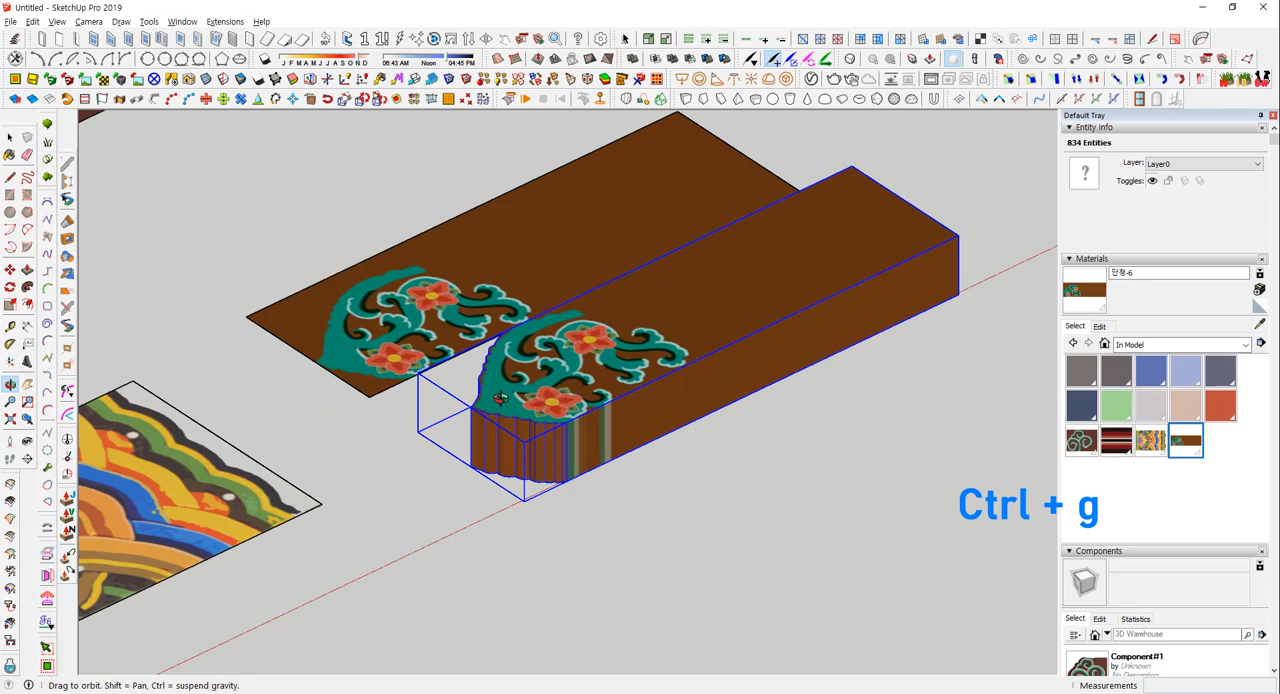 Untitled - SketchUp Pro 2019
File Edit View Camera Draw Tools Window Extensions Help
J F M A M J J A S O N D 06:43 AM Noon 04:45 PM
Default Tray
Entity Info
834 Entities
Layer: Layer0
Toggles:
Materials
단청-6
Select Edit
In Model
Ctrl + g
Components
Select Edit Statistics
3D Warehouse
Component#1
by Unknown
No Description
Drag to orbit. Shift = Pan, Ctrl = suspend gravity.
Measurements